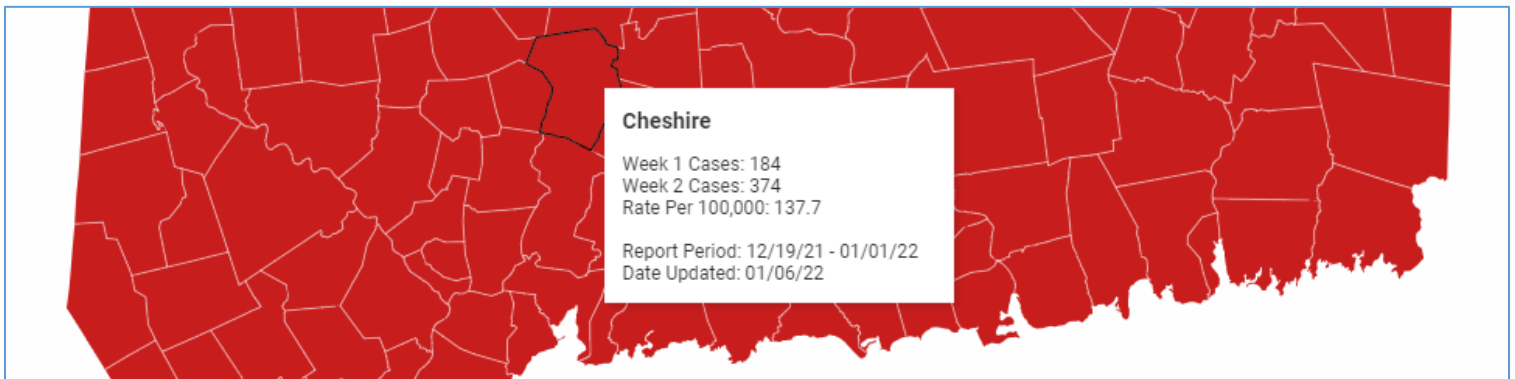 Cheshire
Week 1 Cases: 184
Week 2 Cases: 374
Rate Per 100,000: 137.7
Report Period: 12/19/21 - 01/01/22
Date Updated: 01/06/22